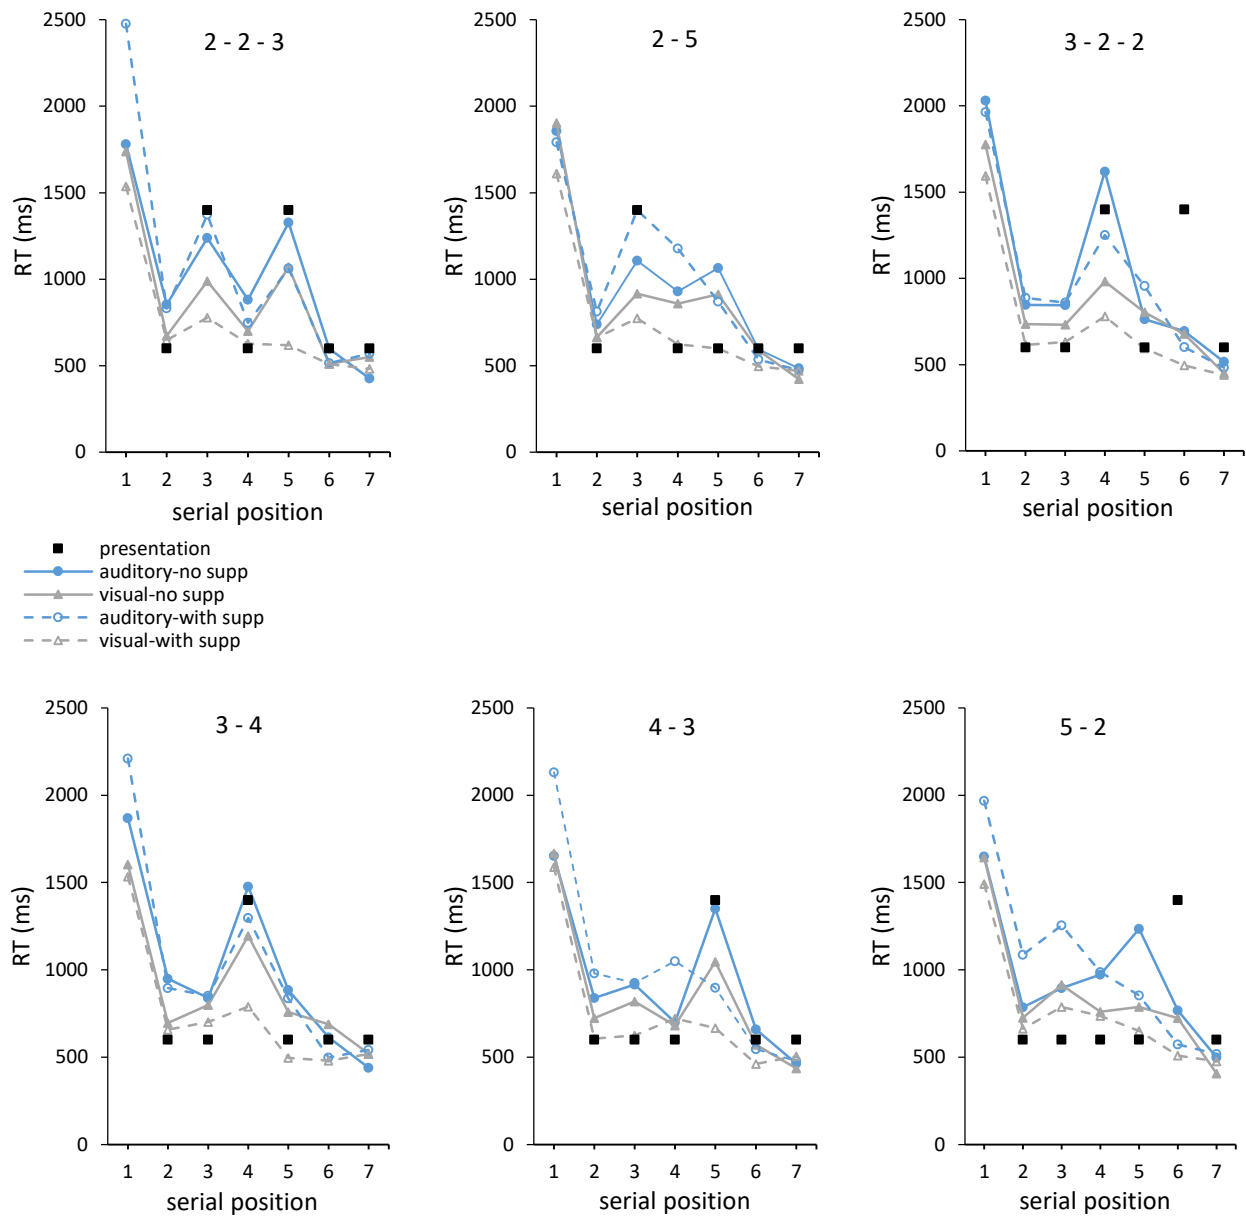 2 - 2 - 3
2500
2000
1500
1000
500
0
RT (ms)
1 2 3 4 5 6 7
serial position
2 - 5
2500
2000
1500
1000
500
0
RT (ms)
1 2 3 4 5 6 7
serial position
3 - 2 - 2
2500
2000
1500
1000
500
0
RT (ms)
1 2 3 4 5 6 7
serial position
presentation
auditory-no supp
visual-no supp
auditory-with supp
visual-with supp
3 - 4
2500
2000
1500
1000
500
0
RT (ms)
1 2 3 4 5 6 7
serial position
4 - 3
2500
2000
1500
1000
500
0
RT (ms)
1 2 3 4 5 6 7
serial position
5 - 2
2500
2000
1500
1000
500
0
RT (ms)
1 2 3 4 5 6 7
serial position